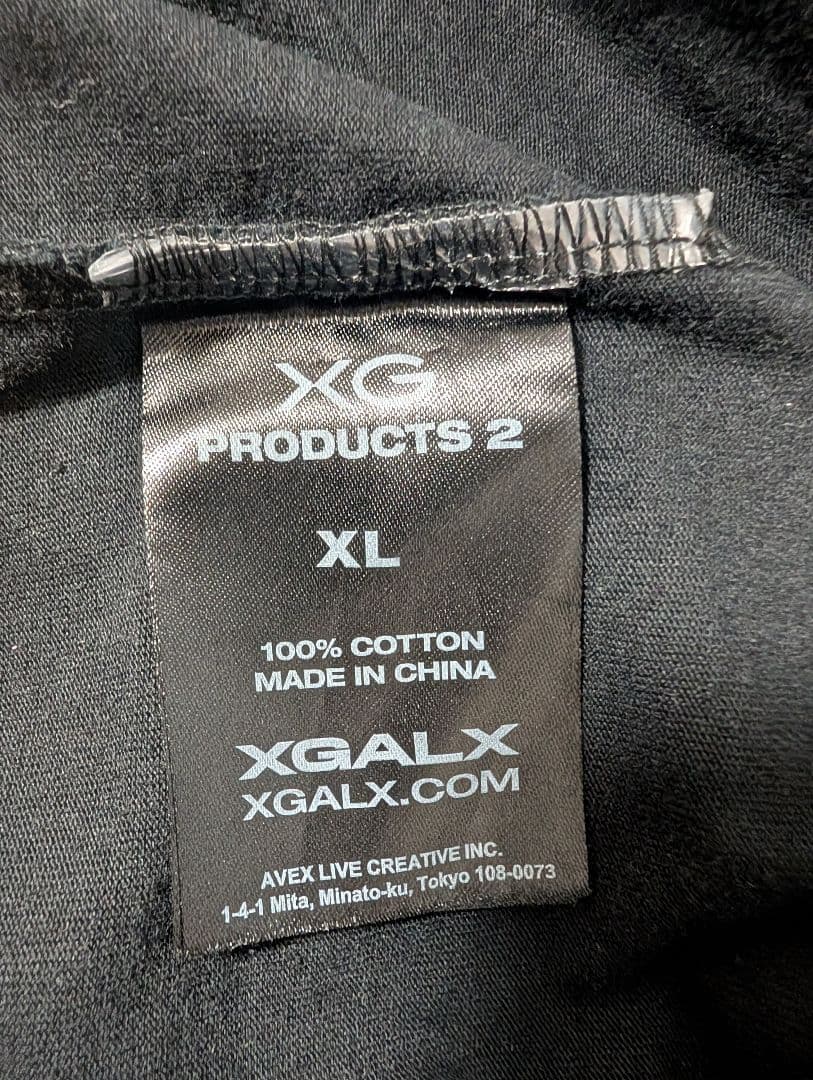 XG
PRODUCTS 2
XL
100% COTTON
MADE IN CHINA
XGALX
XGALX.COM
AVEX LIVE CREATIVE INC.
1-4-1 Mita, Minato-ku, Tokyo 108-0073